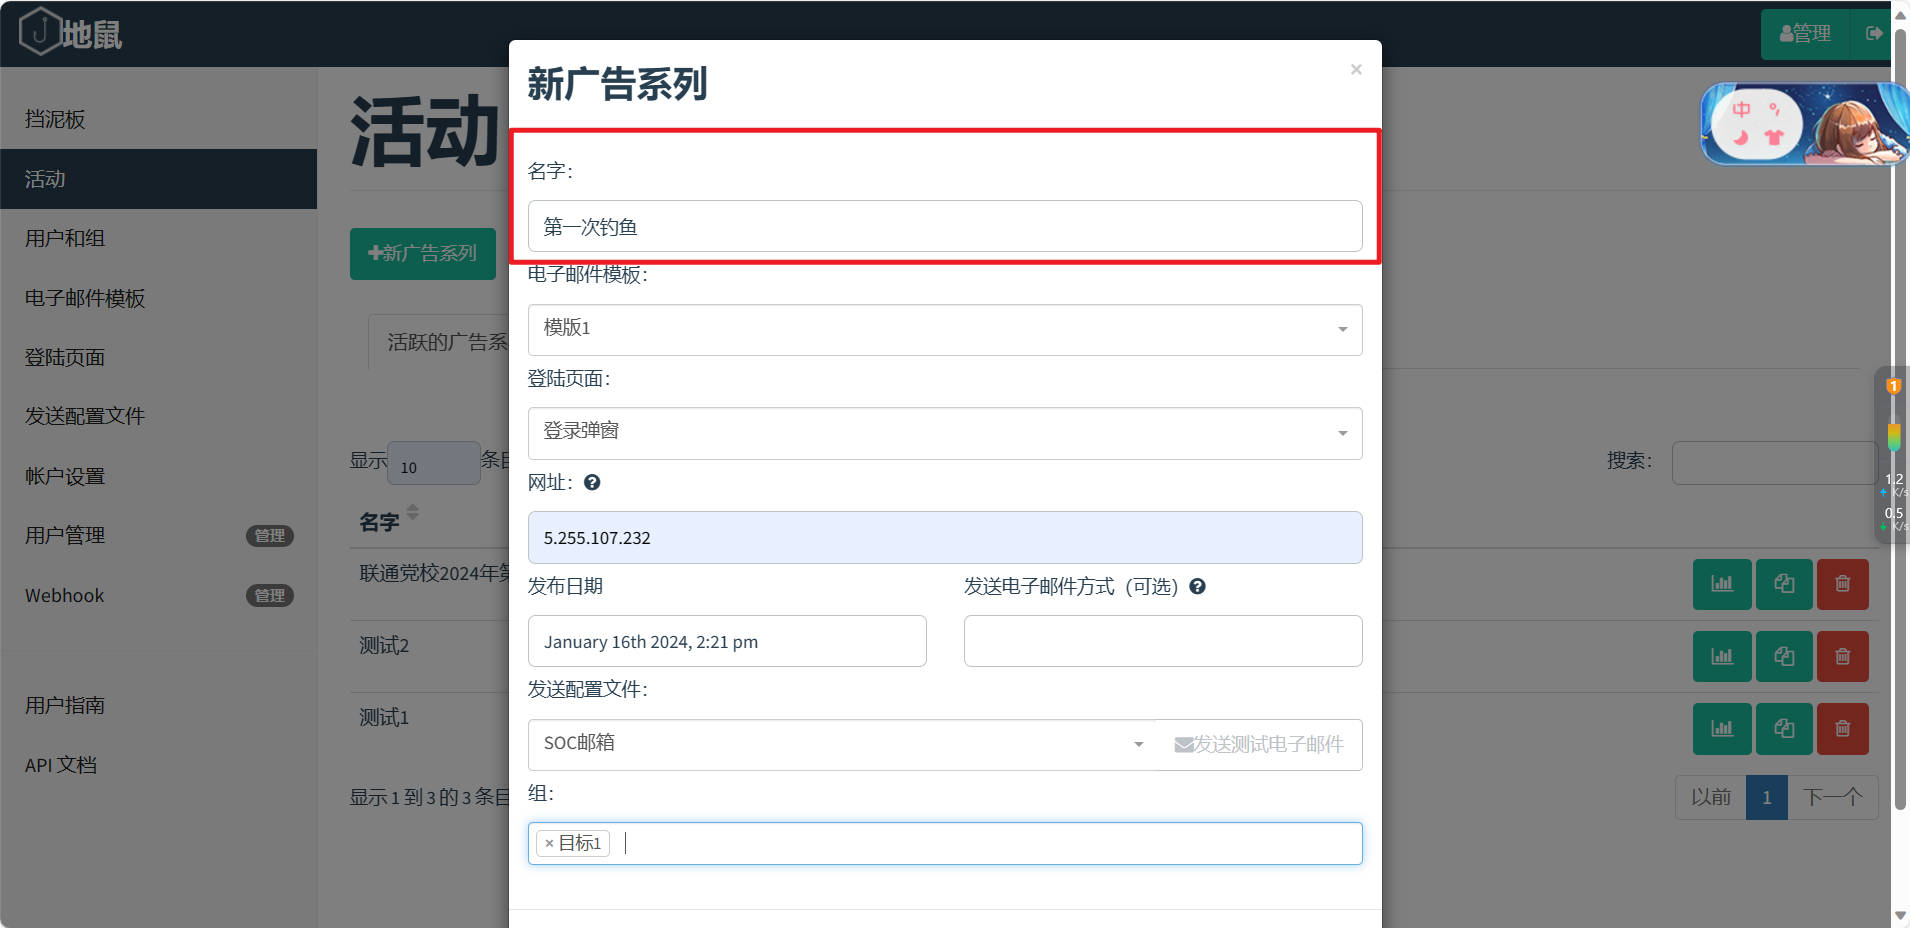 地鼠
管理
挡泥板
活动
用户和组
电子邮件模板
登陆页面
发送配置文件
帐户设置
用户管理 管理
Webhook 管理
用户指南
API 文档
活动
新广告系列
活跃的广告系
显示 10 条目
搜索：
名字
联通党校2024年第
测试2
测试1
显示 1 到 3 的 3 条目
以前 1 下一个
新广告系列
×
名字：
第一次钓鱼
电子邮件模板：
模版1
登陆页面：
登录弹窗
网址：
5.255.107.232
发布日期
发送电子邮件方式（可选）
January 16th 2024, 2:21 pm
发送配置文件：
SOC邮箱
发送测试电子邮件
组：
× 目标1
中
1
1.2
K/s
0.5
K/s